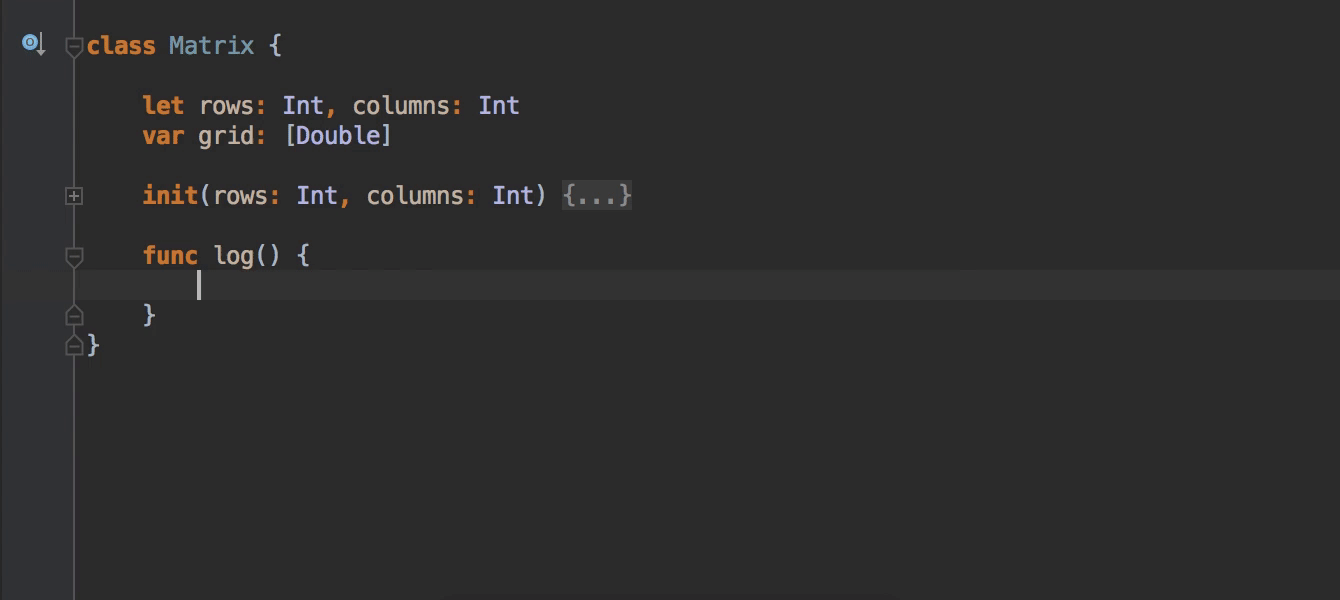 class Matrix {
let rows: Int, columns: Int
var grid: [Double]
init(rows: Int, columns: Int) {...}
func log() {
}
}